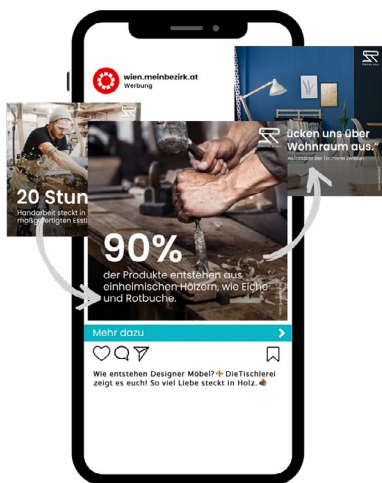 wien.meinbezirk.at
Werbung
20 Stun
Handarbeit steckt in
maßgefertigten Essti
90%
der Produkte entstehen aus
einheimischen Hölzern, wie Eiche
und Rotbuche.
ücken uns über
Wohnraum aus."
Mehr dazu
Wie entstehen Designer Möbel? DieTischlerei
zeigt es euch! So viel Liebe steckt in Holz.